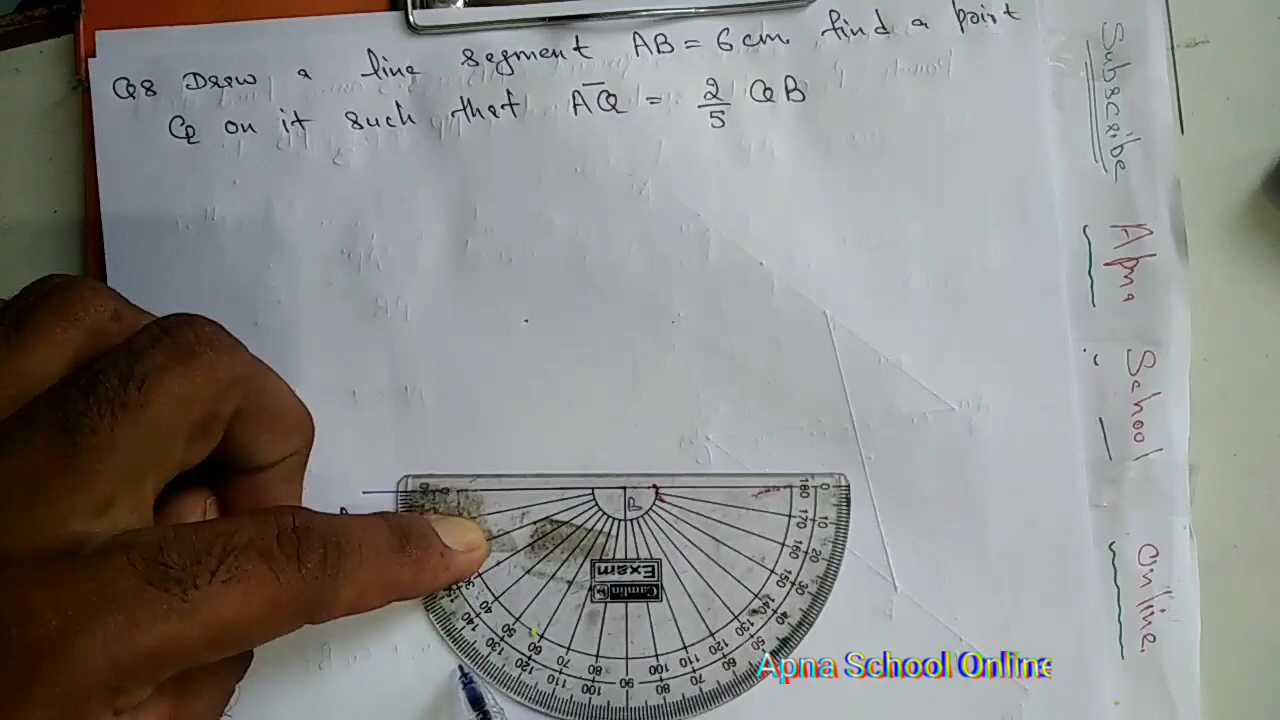 Q8 Draw a line segment AB = 6 cm find a point
Q on it such that AQ = 2/5 QB
Subscribe Apna School Online
B
Exam
Camlin
Apna School Online